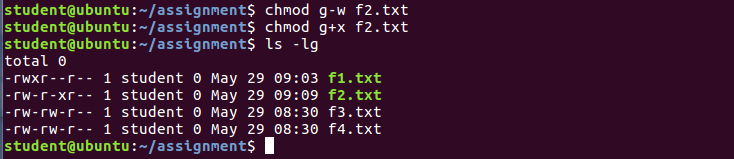 student@ubuntu:~/assignment$ chmod g-w f2.txt
student@ubuntu:~/assignment$ chmod g+x f2.txt
student@ubuntu:~/assignment$ ls -lg
total 0
-rwxr--r-- 1 student 0 May 29 09:03 f1.txt
-rw-r-xr-- 1 student 0 May 29 09:09 f2.txt
-rw-rw-r-- 1 student 0 May 29 08:30 f3.txt
-rw-rw-r-- 1 student 0 May 29 08:30 f4.txt
student@ubuntu:~/assignment$